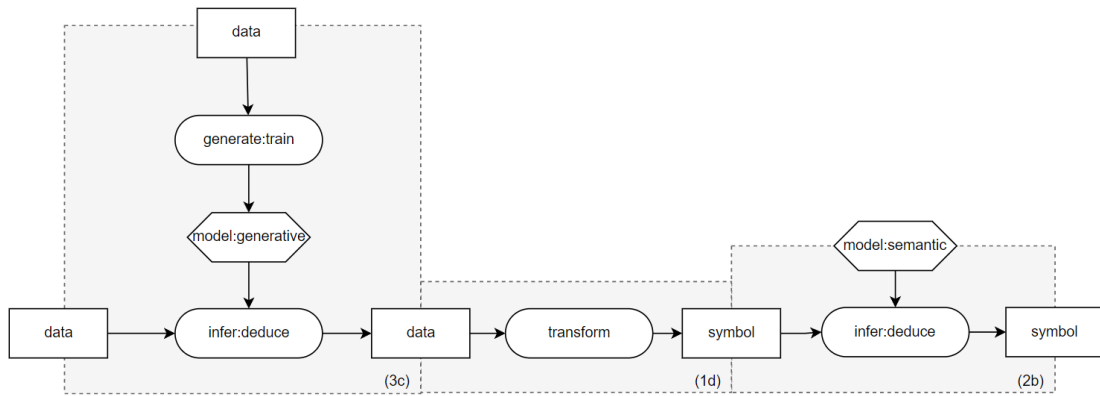 data
generate:train
model:generative
model:semantic
data
infer:deduce
data
transform
symbol
infer:deduce
symbol
(3c)
(1d)
(2b)